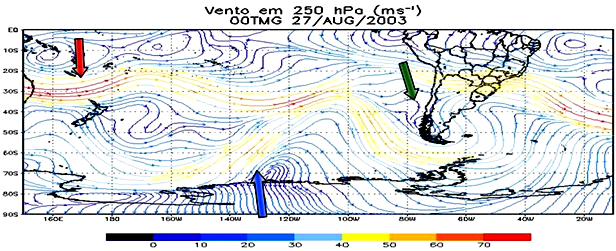 Vento em 250 hPa (ms⁻¹)
00TMG 27/AUG/2003
EQ
10S
20S
30S
40S
50S
60S
70S
80S
90S
160E 180 160W 140W 120W 100W 80W 60W 40W 20W
0 10 20 30 40 50 60 70